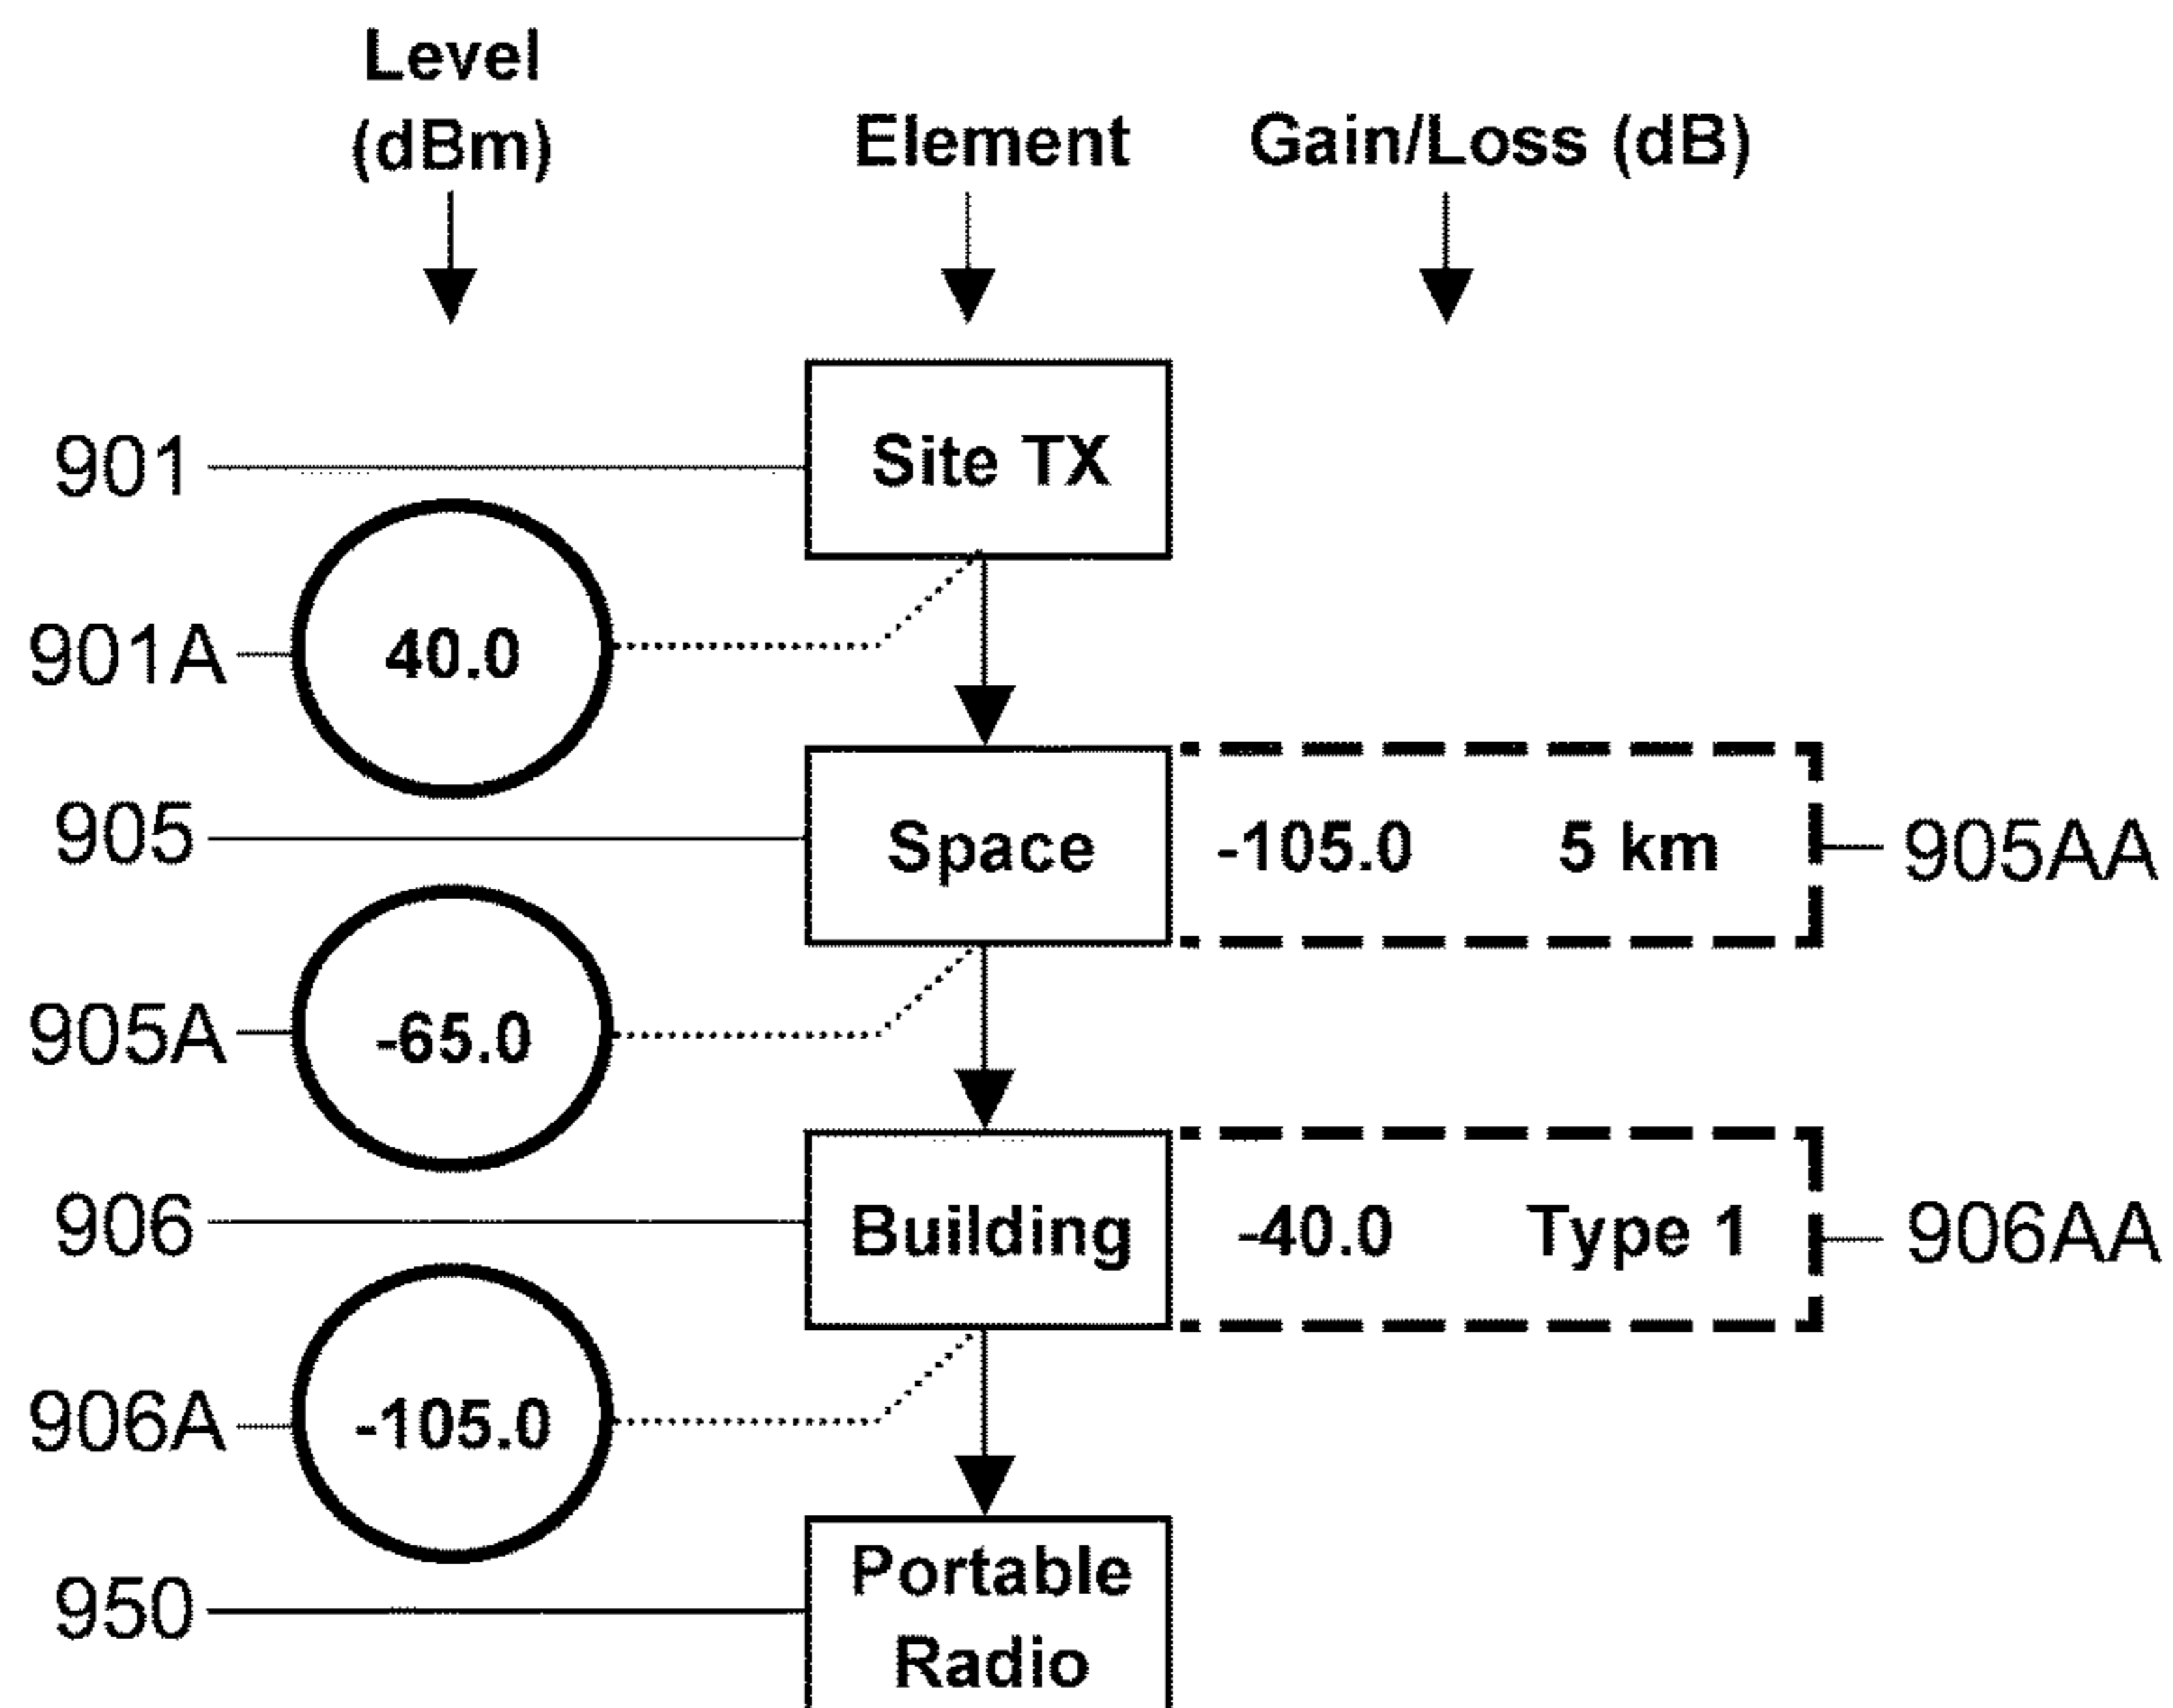 Level
(dBm)
Element
Gain/Loss (dB)
901
Site TX
901A
40.0
905
Space
-105.0
5 km
905AA
905A
-65.0
906
Building
-40.0
Type 1
906AA
906A
-105.0
950
Portable
Radio